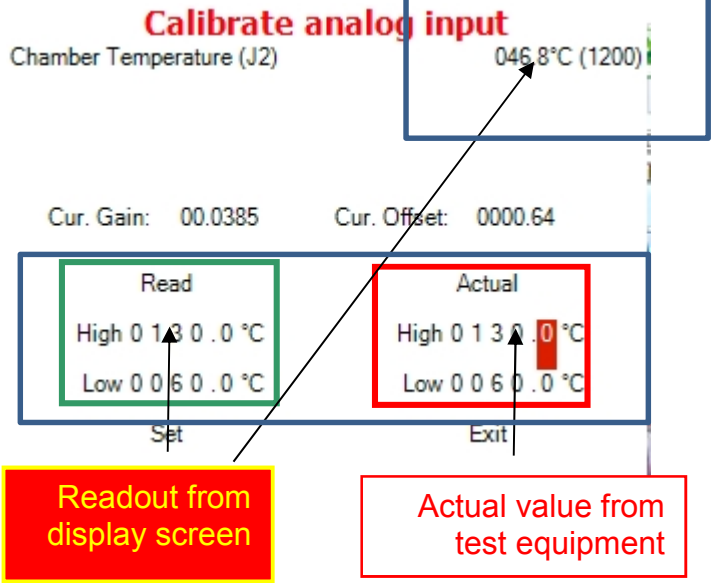 Calibrate analog input
Chamber Temperature (J2) 046.8°C (1200)
Cur. Gain: 00.0385 Cur. Offset: 0000.64
Read Actual
High 0 1 3 0 . 0 °C High 0 1 3 0 . 0 °C
Low 0 0 6 0 . 0 °C Low 0 0 6 0 . 0 °C
Set Exit
Readout from
display screen
Actual value from
test equipment